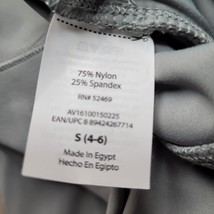 75% Nylon
25% Spandex
RN# 52469
AV16100150225
EAN/UPC 8 89424267714
S (4-6)
Made In Egypt
Hecho En Egipto